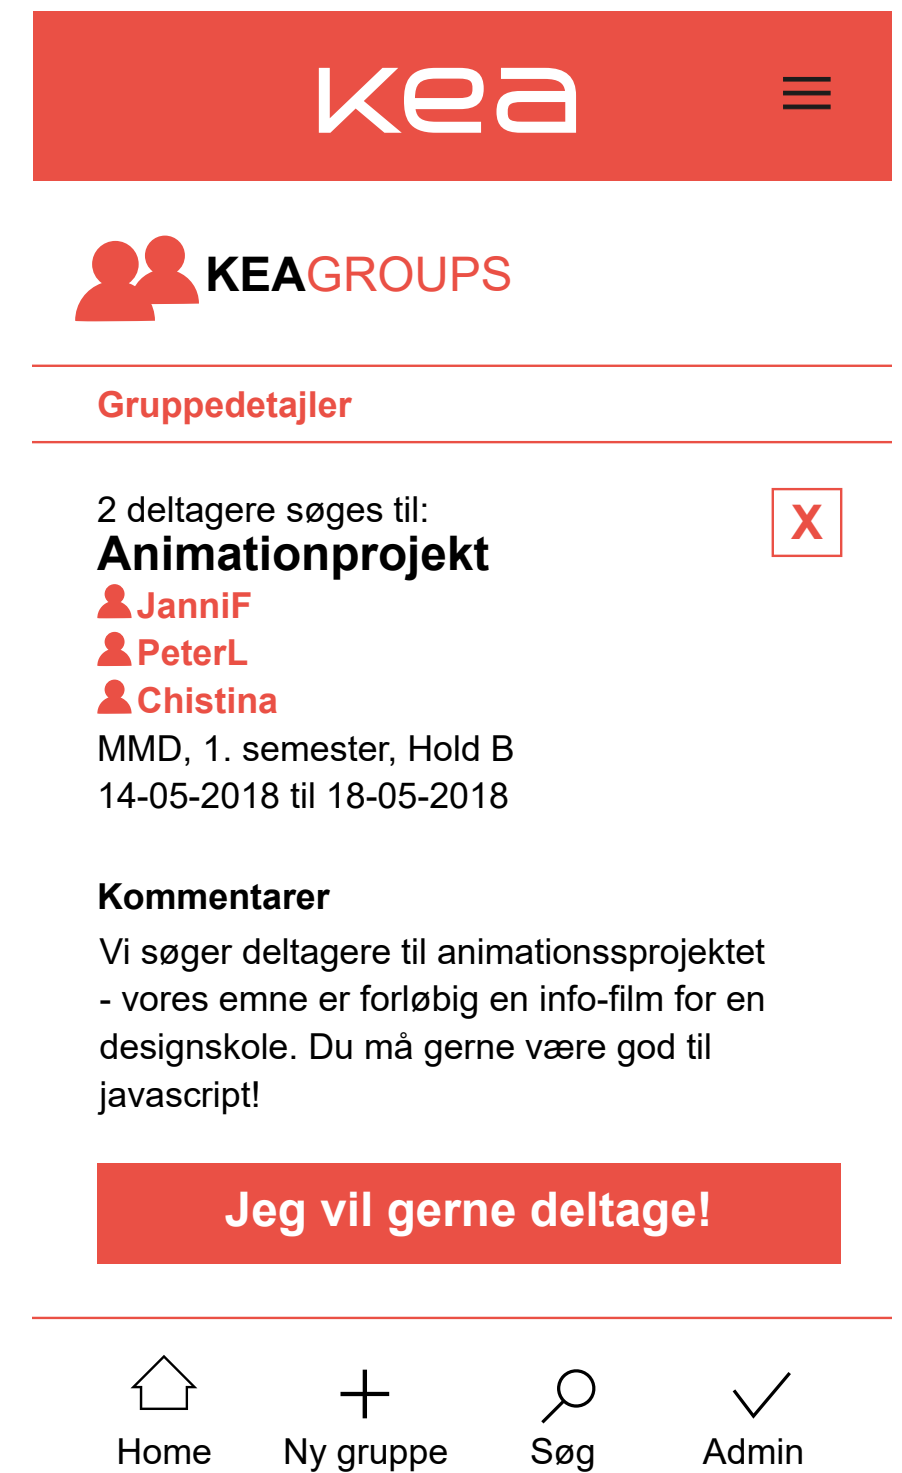 kea
KEAGROUPS
Gruppedetajler
2 deltagere søges til:
X
Animationprojekt
JanniF
PeterL
Chistina
MMD, 1. semester, Hold B
14-05-2018 til 18-05-2018
Kommentarer
Vi søger deltagere til animationssprojektet
- vores emne er forløbig en info-film for en
designskole. Du må gerne være god til
javascript!
Jeg vil gerne deltage!
Home Ny gruppe Søg Admin